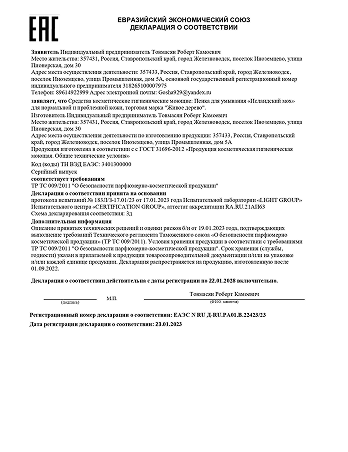 ЕАС
ЕВРАЗИЙСКИЙ ЭКОНОМИЧЕСКИЙ СОЮЗ
ДЕКЛАРАЦИЯ О СООТВЕТСТВИИ
Заявитель Индивидуальный предприниматель Товмасян Роберт Камоевич
Место жительства: 357431, Россия, Ставропольский край, город Железноводск, поселок Иноземцево, улица
Пионерская, дом 30
Адрес места осуществления деятельности: 357433, Россия, Ставропольский край, город Железноводск,
поселок Иноземцево, улица Промышленная, дом 5А, основной государственный регистрационный номер
индивидуального предпринимателя 318265100007975
Телефон: 89614922999 Адрес электронной почты: Gosha929@yandex.ru
заявляет, что Средства косметические гигиенические моющие: Пенка для умывания «Исландский мох»
для нормальной и проблемной кожи, торговая марка "Живое дерево".
Изготовитель Индивидуальный предприниматель Товмасян Роберт Камоевич
Место жительства: 357431, Россия, Ставропольский край, город Железноводск, поселок Иноземцево, улица
Пионерская, дом 30
Адрес места осуществления деятельности по изготовлению продукции: 357433, Россия, Ставропольский
край, город Железноводск, поселок Иноземцево, улица Промышленная, дом 5А
Продукция изготовлена в соответствии с ГОСТ 31696-2012 «Продукция косметическая гигиеническая
моющая. Общие технические условия»
Код (коды) ТН ВЭД ЕАЭС: 3401300000
Серийный выпуск
соответствует требованиям
ТР ТС 009/2011 "О безопасности парфюмерно-косметической продукции"
Декларация о соответствии принята на основании
протокола испытаний № 183ЛГЛ-17/01/23 от 17.01.2023 года Испытательной лаборатории «LIGHT GROUP»
Испытательного центра «CERTIFICATION GROUP», аттестат аккредитации RA.RU.21АП63
Схема декларирования соответствия: 3д
Дополнительная информация
Описание принятых технических решений и оценки рисков б/н от 19.01.2023 года, подтверждающих
выполнение требований Технического регламента Таможенного союза «О безопасности парфюмерно
косметической продукции» (ТР ТС 009/2011). Условия хранения продукции в соответствии с требованиями
ТР ТС 009/2011 "О безопасности парфюмерно-косметической продукции". Срок хранения (службы,
годности) указан в прилагаемой к продукции товаросопроводительной документации и/или на упаковке
и/или каждой единице продукции. Декларация распространяется на продукцию, изготовленную после
01.09.2022.
Декларация о соответствии действительна с даты регистрации по 22.01.2028 включительно.
Товмасян Роберт Камоевич
(подпись) М.П. (Ф.И.О. заявителя)
Регистрационный номер декларации о соответствии: ЕАЭС N RU Д-RU.РА01.В.22423/23
Дата регистрации декларации о соответствии: 23.01.2023